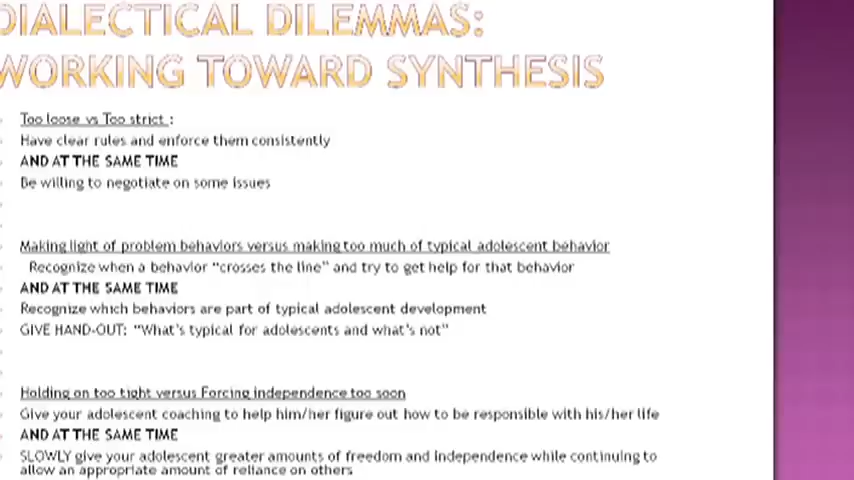 DIALECTICAL DILEMMAS:
WORKING TOWARD SYNTHESIS
Too loose vs Too strict :
Have clear rules and enforce them consistently
AND AT THE SAME TIME
Be willing to negotiate on some issues
Making light of problem behaviors versus making too much of typical adolescent behavior
Recognize when a behavior “crosses the line” and try to get help for that behavior
AND AT THE SAME TIME
Recognize which behaviors are part of typical adolescent development
GIVE HAND-OUT: “What’s typical for adolescents and what’s not”
Holding on too tight versus Forcing independence too soon
Give your adolescent coaching to help him/her figure out how to be responsible with his/her life
AND AT THE SAME TIME
SLOWLY give your adolescent greater amounts of freedom and independence while continuing to
allow an appropriate amount of reliance on others